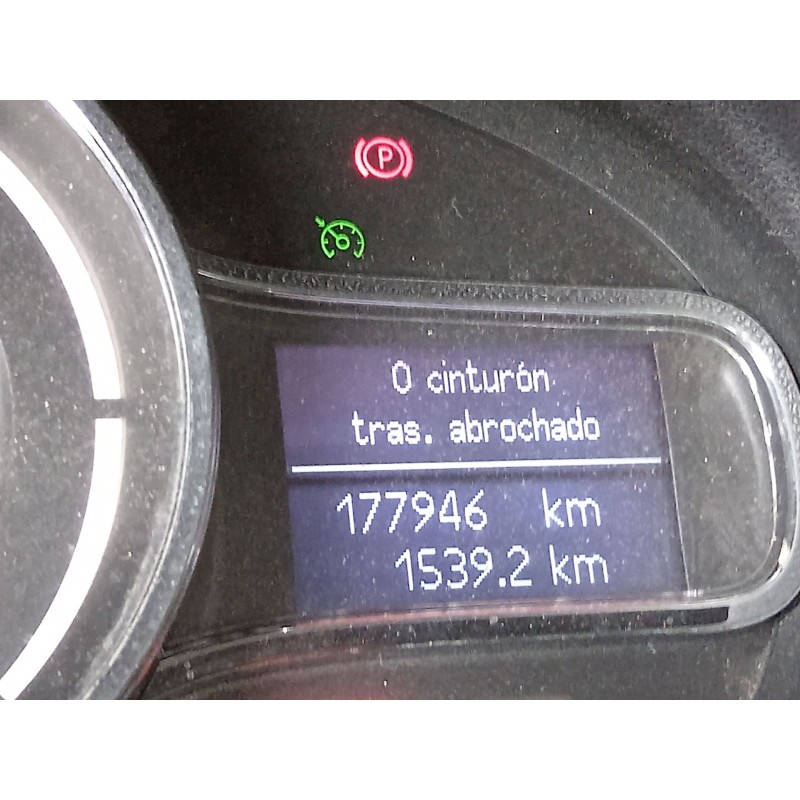 P
0 cinturón
tras. abrochado
177946 km
1539.2 km